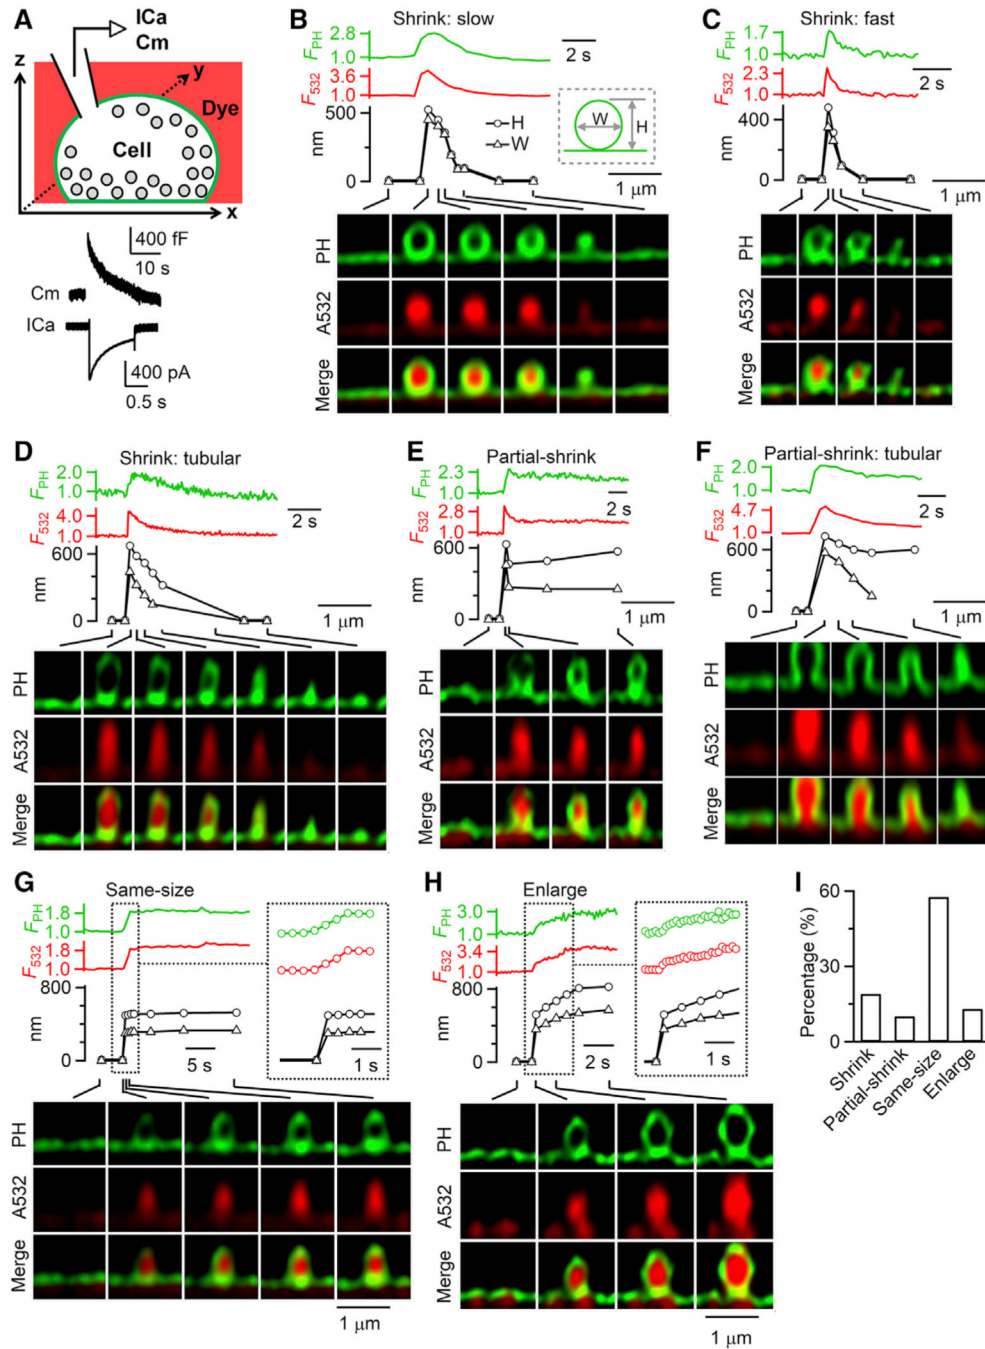 A
ICa
Cm
z
y
Dye
Cell
x
400 fF
10 s
Cm
ICa
400 pA
0.5 s
B
Shrink: slow
FPH
2.8
1.0
2 s
F532
3.6
1.0
500
nm
0
H
W
W
H
1 μm
PH
A532
Merge
C
Shrink: fast
FPH
1.7
1.0
F532
2.3
1.0
2 s
400
nm
0
1 μm
PH
A532
Merge
D
Shrink: tubular
FPH
2.0
1.0
F532
4.0
1.0
2 s
600
nm
0
1 μm
PH
A532
Merge
E
Partial-shrink
FPH
2.3
1.0
F532
2.8
1.0
2 s
600
nm
0
1 μm
PH
A532
Merge
F
Partial-shrink: tubular
FPH
2.0
1.0
F532
4.7
1.0
2 s
600
nm
0
1 μm
PH
A532
Merge
G
Same-size
FPH
1.8
1.0
F532
1.8
1.0
800
nm
0
5 s
1 s
PH
A532
Merge
1 μm
H
Enlarge
FPH
3.0
1.0
F532
3.4
1.0
800
nm
0
2 s
1 s
PH
A532
Merge
1 μm
I
Percentage (%)
60
30
0
Shrink
Partial-shrink
Same-size
Enlarge